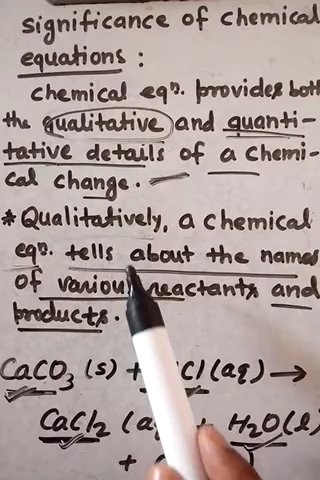 significance of chemical
equations :
chemical eqn. provides both
the qualitative and quanti-
tative details of a chemi-
cal change.
* Qualitatively, a chemical
eqn. tells about the names
of various reactants and
products.
CaCO3 (s) + Cl (aq) →
CaCl2 (a + H2O(l)
+